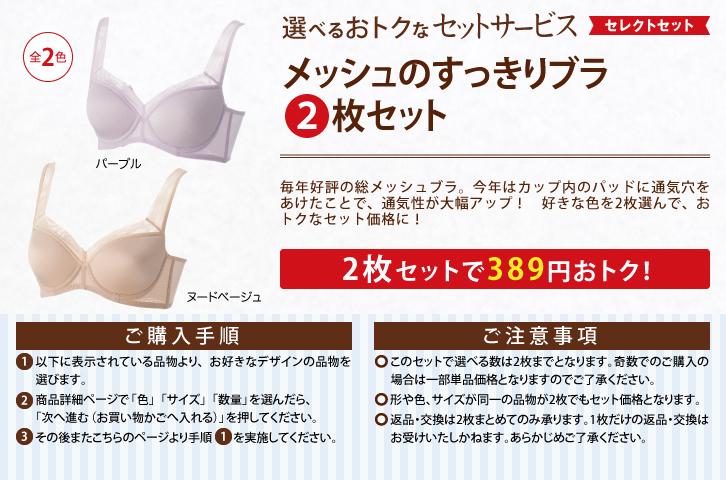 選べるおトクなセットサービス
セレクトセット
全2色
メッシュのすっきりブラ
2枚セット
パープル
毎年好評の総メッシュブラ。今年はカップ内のパッドに通気穴を
あけたことで、通気性が大幅アップ！　好きな色を2枚選んで、お
トクなセット価格に！
2枚セットで389円おトク！
ヌードベージュ
ご購入手順
1 以下に表示されている品物より、お好きなデザインの品物を
選びます。
2 商品詳細ページで「色」「サイズ」「数量」を選んだら、
「次へ進む（お買い物かごへ入れる）」を押してください。
3 その後またこちらのページより手順1を実施してください。
ご注意事項
○このセットで選べる数は2枚までとなります。奇数でのご購入の
場合は一部単品価格となりますのでご了承ください。
○形や色、サイズが同一の品物が2枚でもセット価格となります。
○返品・交換は2枚まとめてのみ承ります。1枚だけの返品・交換は
お受けいたしかねます。あらかじめご了承ください。